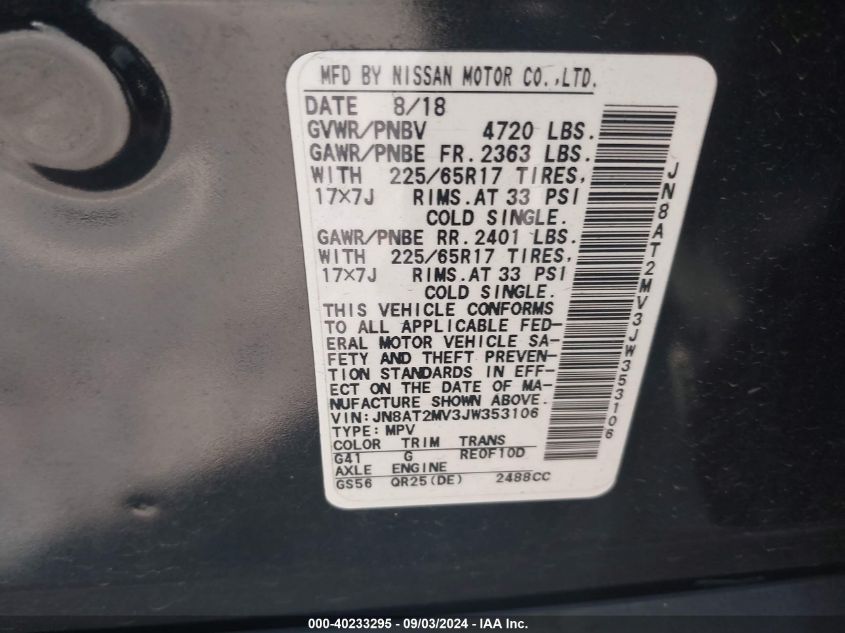 MFD BY NISSAN MOTOR CO.,LTD.
DATE 8/18
GVWR/PNBV 4720 LBS.
GAWR/PNBE FR. 2363 LBS.
WITH 225/65R17 TIRES,
17×7J RIMS.AT 33 PSI
COLD SINGLE.
GAWR/PNBE RR. 2401 LBS.
WITH 225/65R17 TIRES,
17×7J RIMS.AT 33 PSI
COLD SINGLE.
THIS VEHICLE CONFORMS
TO ALL APPLICABLE FED-
ERAL MOTOR VEHICLE SA-
FETY AND THEFT PREVEN-
TION STANDARDS IN EFF-
ECT ON THE DATE OF MA-
NUFACTURE SHOWN ABOVE.
VIN:JN8AT2MV3JW353106
TYPE:MPV
COLOR TRIM TRANS
G41 G RE0F10D
AXLE ENGINE
GS56 QR25(DE) 2488CC
JN8AT2MV3JW353106
000-40233295 - 09/03/2024 - IAA Inc.